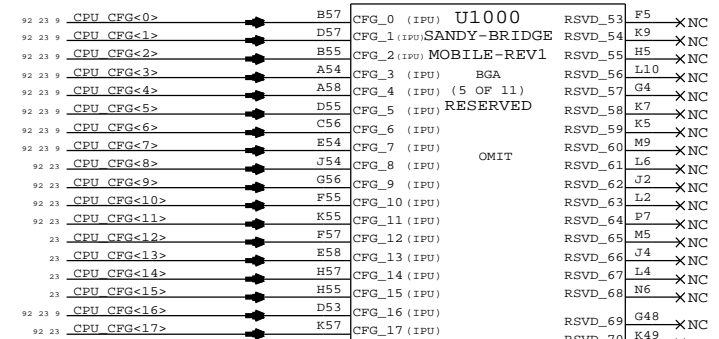 92 23 9 CPU_CFG<0> B57 CFG_0 (IPU) U1000 RSVD_53 F5 NC
92 23 9 CPU_CFG<1> D57 CFG_1 (IPU) SANDY-BRIDGE RSVD_54 K9 NC
92 23 9 CPU_CFG<2> B55 CFG_2 (IPU) MOBILE-REV1 RSVD_55 H5 NC
92 23 9 CPU_CFG<3> A54 CFG_3 (IPU) BGA RSVD_56 L10 NC
92 23 9 CPU_CFG<4> A58 CFG_4 (IPU) (5 OF 11) RSVD_57 G4 NC
92 23 9 CPU_CFG<5> D55 CFG_5 (IPU) RESERVED RSVD_58 K7 NC
92 23 9 CPU_CFG<6> C56 CFG_6 (IPU) RSVD_59 K5 NC
92 23 9 CPU_CFG<7> E54 CFG_7 (IPU) RSVD_60 M9 NC
92 23 CPU_CFG<8> J54 CFG_8 (IPU) OMIT RSVD_61 L6 NC
92 23 CPU_CFG<9> G56 CFG_9 (IPU) RSVD_62 J2 NC
92 23 CPU_CFG<10> F55 CFG_10 (IPU) RSVD_63 L2 NC
92 23 CPU_CFG<11> K55 CFG_11 (IPU) RSVD_64 P7 NC
23 CPU_CFG<12> F57 CFG_12 (IPU) RSVD_65 M5 NC
23 CPU_CFG<13> E58 CFG_13 (IPU) RSVD_66 J4 NC
23 CPU_CFG<14> H57 CFG_14 (IPU) RSVD_67 L4 NC
23 CPU_CFG<15> H55 CFG_15 (IPU) RSVD_68 N6 NC
92 23 9 CPU_CFG<16> D53 CFG_16 (IPU)
92 23 CPU_CFG<17> K57 CFG_17 (IPU) RSVD_69 G48 NC
RSVD_70 K49